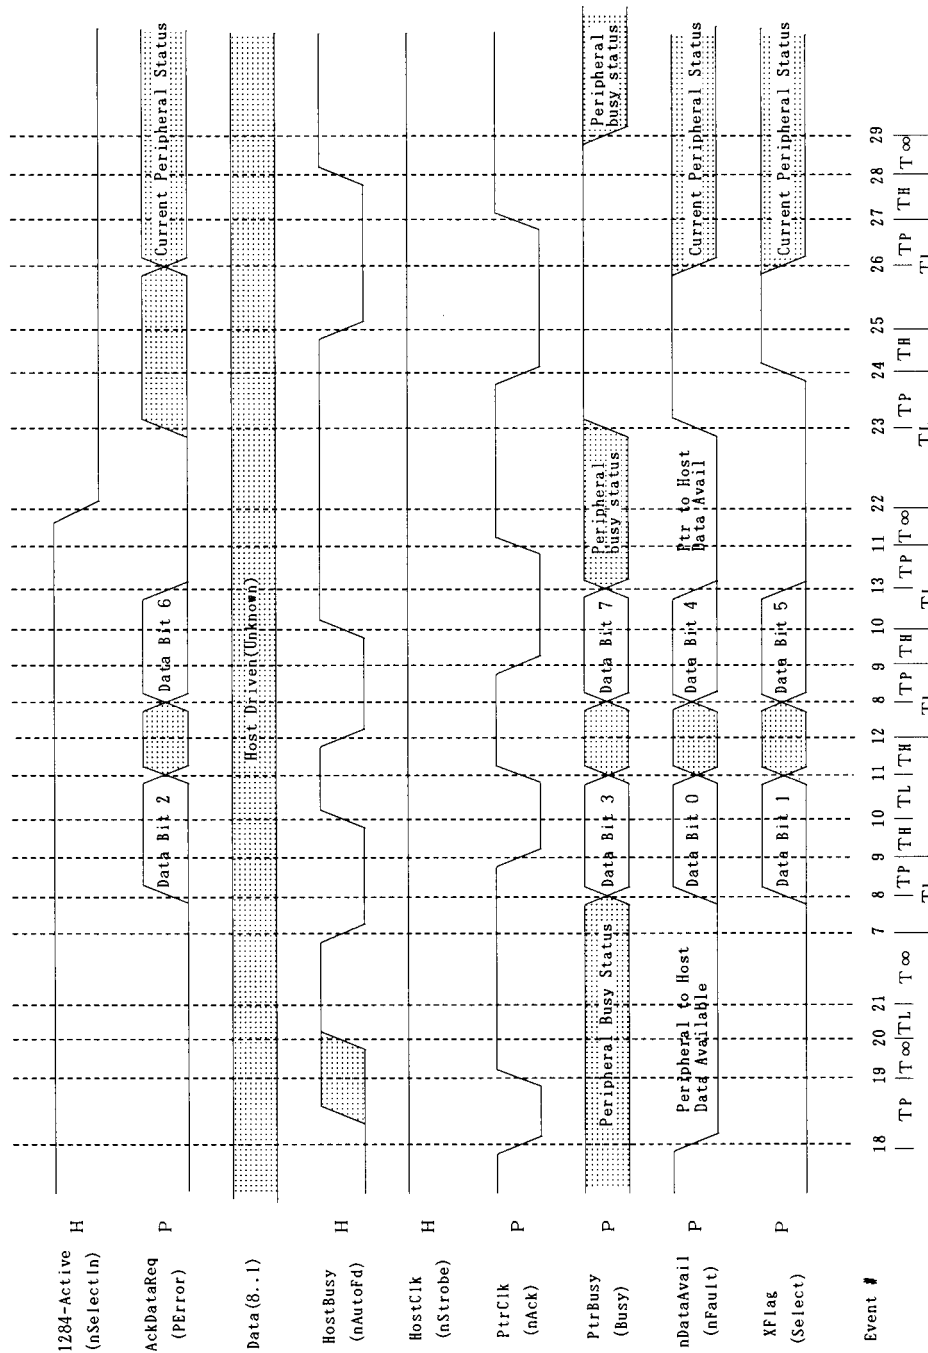 1284-Active H
(nSelectIn)
AckDataReq P Data Bit 2 Data Bit 6 Current Peripheral Status
(PError)
Data(8..1) Host Driven(Unknown)
HostBusy H
(nAutoFd)
HostClk H
(nStrobe)
PtrClk P
(nAck)
PtrBusy P Peripheral Busy Status Data Bit 3 Data Bit 7 Peripheral busy status Peripheral busy status
(Busy)
nDataAvail P Peripheral to Host Data Available Data Bit 0 Data Bit 4 Ptr to Host Data Avail Current Peripheral Status
(nFault)
XFlag P Data Bit 1 Data Bit 5 Current Peripheral Status
(Select)
Event # 18 19 20 21 7 8 9 10 11 12 8 9 10 13 11 22 23 24 25 26 27 28 29
TP T∞ TL T∞ TP TH TL TH TP TH TP T∞ TP TH TP TH T∞